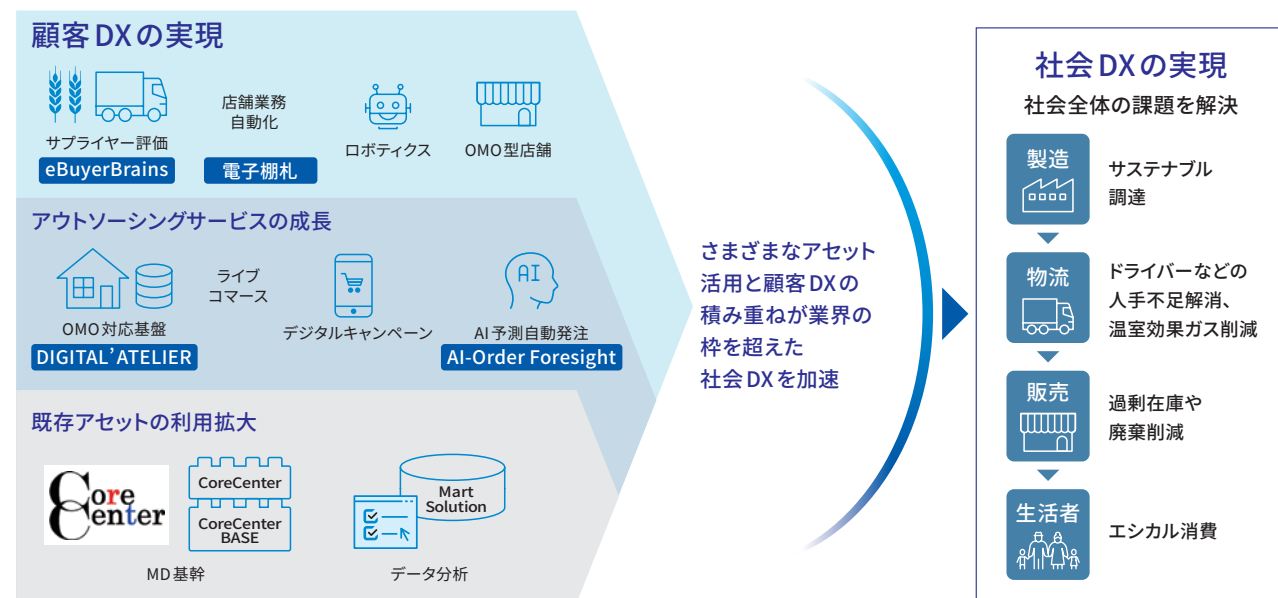 顧客DXの実現
サプライヤー評価
eBuyerBrains
店舗業務
自動化
電子棚札
ロボティクス
OMO型店舗
アウトソーシングサービスの成長
OMO対応基盤
DIGITAL'ATELIER
ライブ
コマース
デジタルキャンペーン
AI
AI予測自動発注
AI-Order Foresight
既存アセットの利用拡大
Core
Center
CoreCenter
CoreCenter
BASE
MD基幹
Mart
Solution
データ分析
さまざまなアセット
活用と顧客DXの
積み重ねが業界の
枠を超えた
社会DXを加速
社会DXの実現
社会全体の課題を解決
製造
サステナブル
調達
物流
ドライバーなどの
人手不足解消、
温室効果ガス削減
販売
過剰在庫や
廃棄削減
生活者
エシカル消費